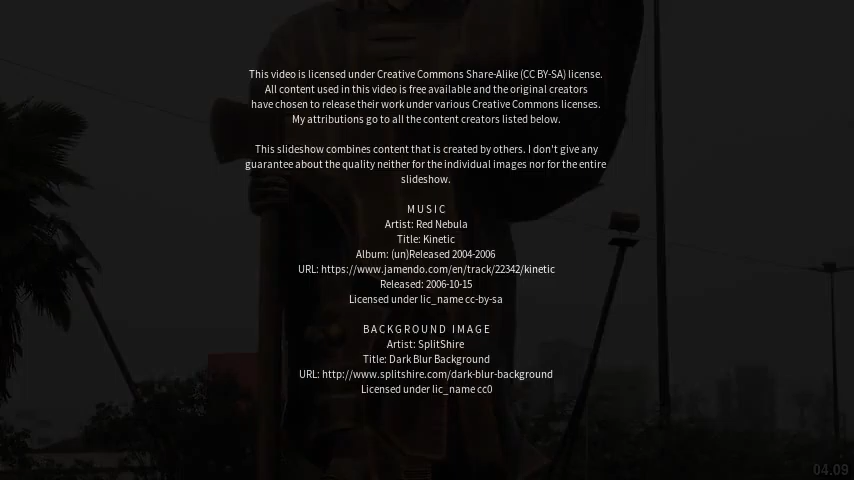 This video is licensed under Creative Commons Share-Alike (CC BY-SA) license.
All content used in this video is free available and the original creators
have chosen to release their work under various Creative Commons licenses.
My attributions go to all the content creators listed below.
This slideshow combines content that is created by others. I don't give any
guarantee about the quality neither for the individual images nor for the entire
slideshow.
MUSIC
Artist: Red Nebula
Title: Kinetic
Album: (un)Released 2004-2006
URL: https://www.jamendo.com/en/track/22342/kinetic
Released: 2006-10-15
Licensed under lic_name cc-by-sa
BACKGROUND IMAGE
Artist: SplitShire
Title: Dark Blur Background
URL: http://www.splitshire.com/dark-blur-background
Licensed under lic_name cc0
04.09